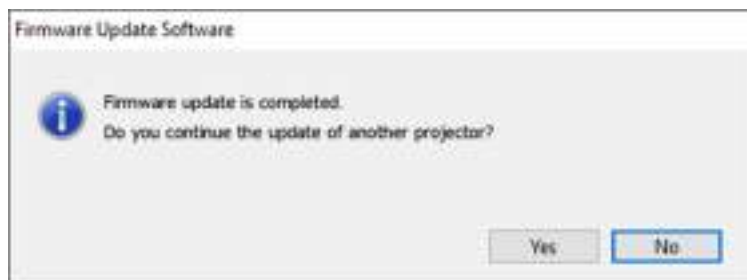 Firmware Update Software
Firmware update is completed.
Do you continue the update of another projector?
Yes
No